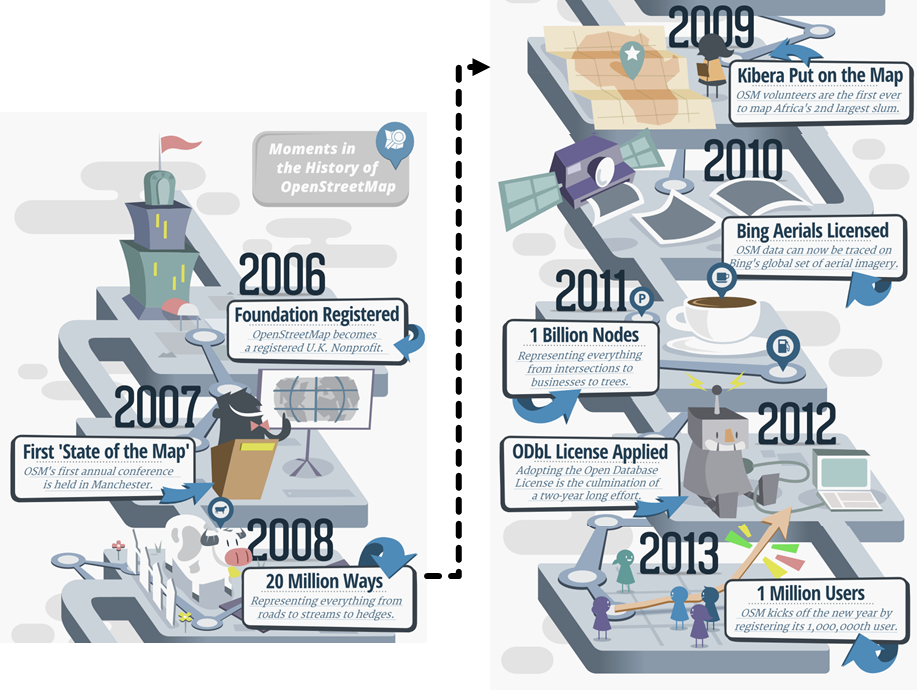 Moments in
the History of
OpenStreetMap
2006
Foundation Registered
OpenStreetMap becomes
a registered U.K. Nonprofit.
2007
First 'State of the Map'
OSM's first annual conference
is held in Manchester.
2008
20 Million Ways
Representing everything from
roads to streams to hedges.
2009
Kibera Put on the Map
OSM volunteers are the first ever
to map Africa's 2nd largest slum.
2010
Bing Aerials Licensed
OSM data can now be traced on
Bing's global set of aerial imagery.
2011
P
1 Billion Nodes
Representing everything
from intersections to
businesses to trees.
2012
ODbL License Applied
Adopting the Open Database
License is the culmination of
a two-year long effort.
2013
1 Million Users
OSM kicks off the new year by
registering its 1,000,000th user.